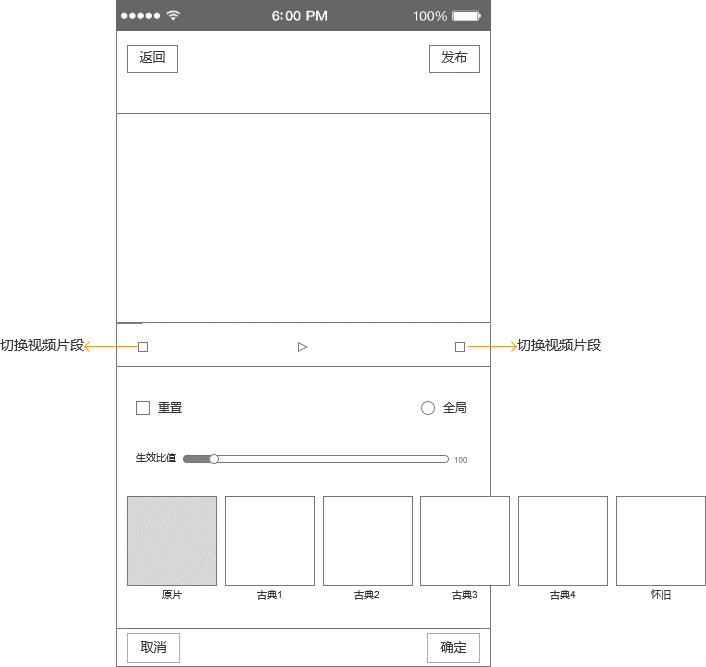 6:00 PM 100%
返回 发布
切换视频片段 切换视频片段
重置 全局
生效比值 100
原片 古典1 古典2 古典3 古典4 怀旧
取消 确定